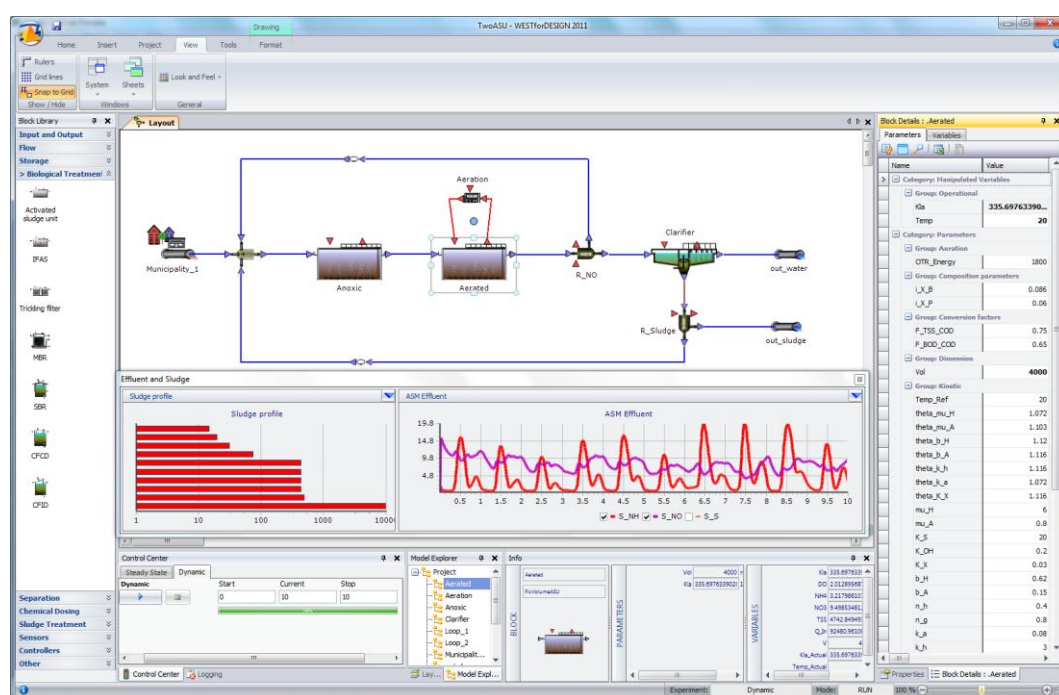 TwoASU - WESTforDESIGN 2011
Drawing
Home Insert Project View Tools Format
Rulers
Grid lines
Snap to Grid
System Sheets
Look and Feel
Show / Hide Windows General
Block Library
Input and Output
Flow
Storage
> Biological Treatment
Activated
sludge unit
IFAS
Trickling filter
MBR
SBR
CFCD
CFID
Separation
Chemical Dosing
Sludge Treatment
Sensors
Controllers
Other
Layout
Aeration
Municipality_1
Anoxic
Aerated
R_NO
Clarifier
out_water
R_Sludge
out_sludge
Effluent and Sludge
Sludge profile
Sludge profile
1 10 100 1000 10000
ASM Effluent
ASM Effluent
19.8
14.8
9.8
4.8
0.5 1 1.5 2 2.5 3 3.5 4 4.5 5 5.5 6 6.5 7 7.5 8 8.5 9 9.5 10
S_NH S_NO S_S
Control Center
Steady State Dynamic
Dynamic Start Current Stop
0 10 10
Control Center Logging
Model Explorer
Project
Aerated
Aeration
Anoxic
Clarifier
Loop_1
Loop_2
Municipalit...
Lay... Model Expl...
Info
BLOCK
Aerated
PARAMETERS
Vol 4000
Kla 335.697633902
VARIABLES
Kla 335.697633
DO
NH4
NO3
TSS
Q_In
V 4
Kla_Actual 335.697633
Temp_Actual
Block Details : .Aerated
Parameters Variables
Name Value
Category: Manipulated Variables
Group: Operational
Kla 335.69763390...
Temp 20
Category: Parameters
Group: Aeration
OTR_Energy 1800
Group: Composition parameters
i_X_B 0.086
i_X_P 0.06
Group: Conversion factors
F_TSS_COD 0.75
F_BOD_COD 0.65
Group: Dimension
Vol 4000
Group: Kinetic
Temp_Ref 20
theta_mu_H 1.072
theta_mu_A 1.103
theta_b_H 1.12
theta_b_A 1.116
theta_k_h 1.116
theta_k_a 1.072
theta_K_X 1.116
mu_H 6
mu_A 0.8
K_S 20
K_OH 0.2
K_X 0.03
b_H 0.62
b_A 0.15
n_h 0.4
n_g 0.8
k_a 0.08
k_h 3
Properties Block Details : .Aerated
Experiment: Dynamic Mode: RUN 100 %